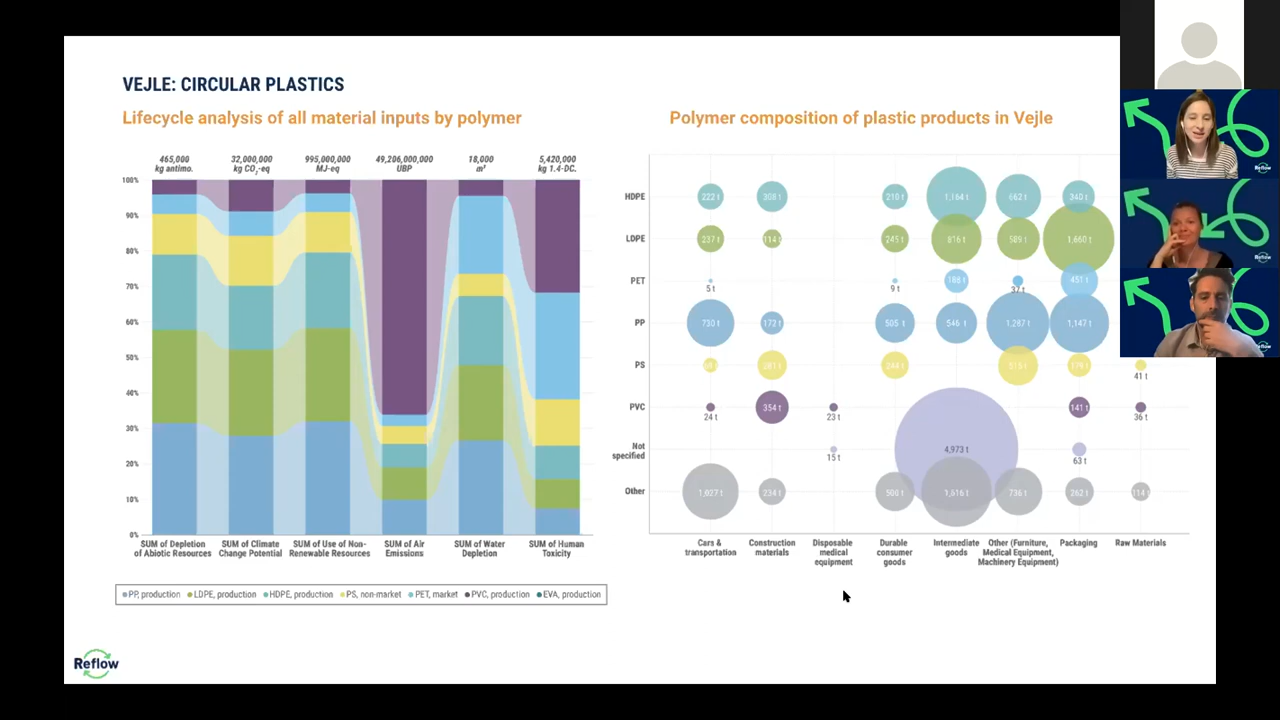 VEJLE: CIRCULAR PLASTICS
Lifecycle analysis of all material inputs by polymer
465,000 32,000,000 995,000,000 49,206,000,000 18,000 5,420,000
kg antimo. kg CO₂-eq MJ-eq UBP m³ kg 1.4-DC.
100%
90%
80%
70%
60%
50%
40%
30%
20%
10%
0%
SUM of Depletion of Abiotic Resources
SUM of Climate Change Potential
SUM of Use of Non-Renewable Resources
SUM of Air Emissions
SUM of Water Depletion
SUM of Human Toxicity
PP, production LDPE, production HDPE, production PS, non-market PET, market PVC, production EVA, production
Polymer composition of plastic products in Vejle
HDPE 222 t 308 t 210 t 1,164 t 662 t 340 t
LDPE 237 t 114 t 245 t 816 t 589 t 1,660 t
PET 5 t 9 t 188 t 37 t 451 t
PP 730 t 172 t 505 t 546 t 1,287 t 1,147 t
PS 41 t
PVC 24 t 354 t 23 t 141 t 36 t
Not specified 15 t 4,973 t 63 t
Other 1,027 t 234 t 500 t 1,616 t 736 t 262 t 114 t
Cars & transportation
Construction materials
Disposable medical equipment
Durable consumer goods
Intermediate goods
Other (Furniture, Medical Equipment, Machinery Equipment)
Packaging
Raw Materials
Reflow